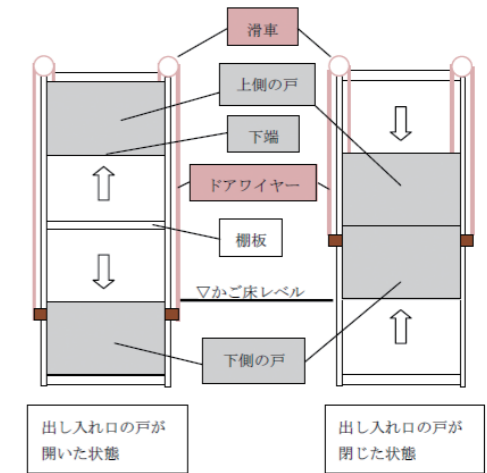 滑車
上側の戸
下端
ドアワイヤー
棚板
▽かご床レベル
下側の戸
出し入れ口の戸が
開いた状態
出し入れ口の戸が
閉じた状態